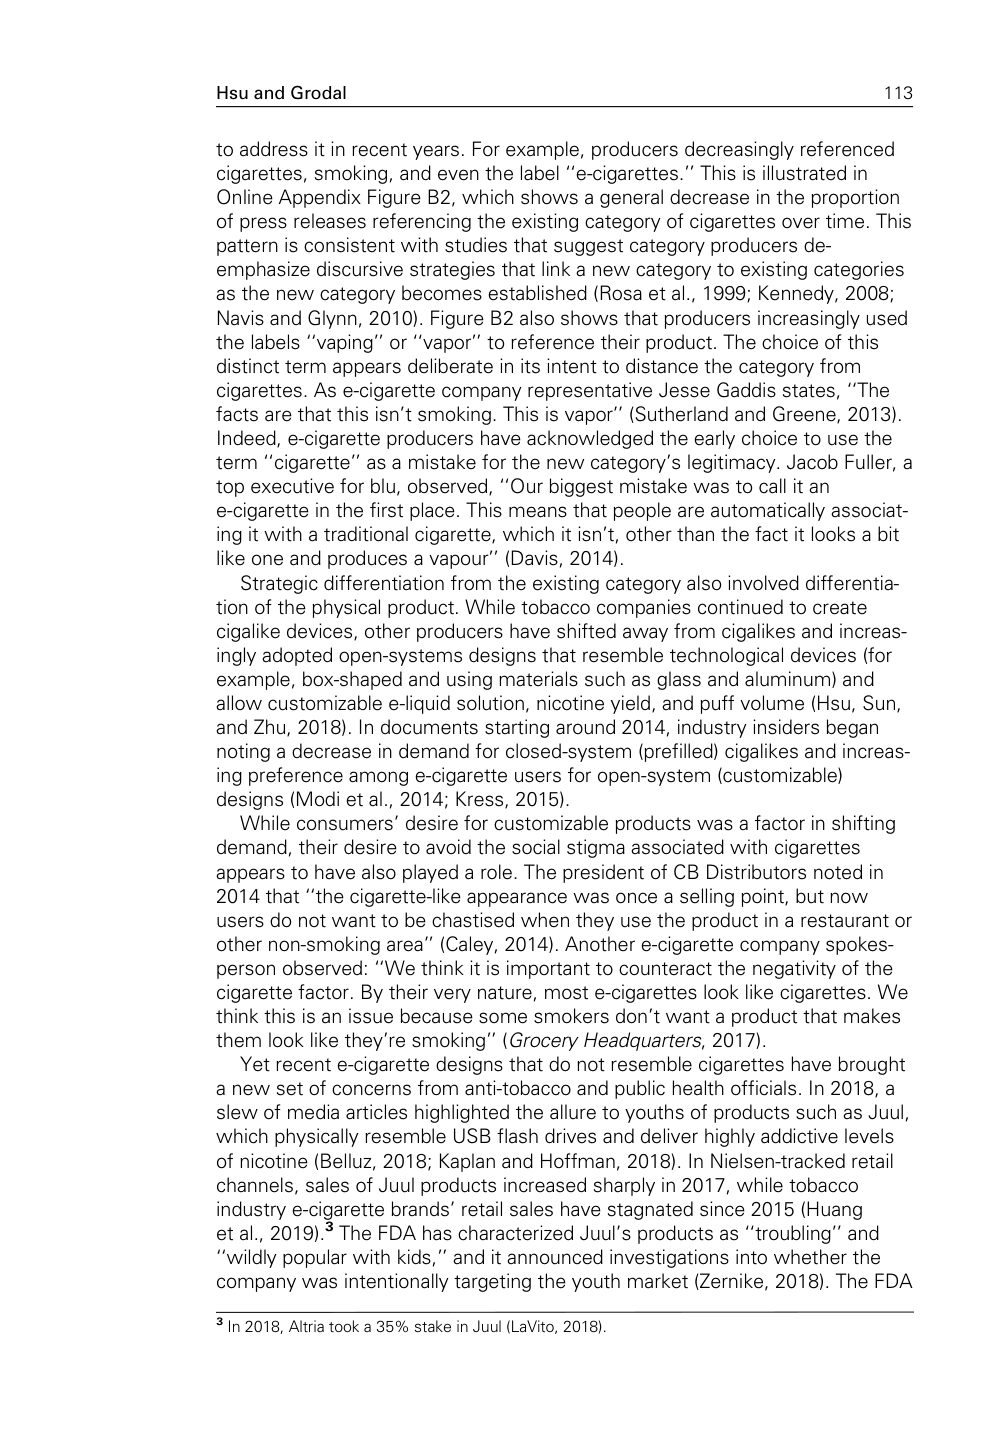 Hsu and Grodal 113
to address it in recent years. For example, producers decreasingly referenced
cigarettes, smoking, and even the label ‘‘e-cigarettes.’’ This is illustrated in
Online Appendix Figure B2, which shows a general decrease in the proportion
of press releases referencing the existing category of cigarettes over time. This
pattern is consistent with studies that suggest category producers de-
emphasize discursive strategies that link a new category to existing categories
as the new category becomes established (Rosa et al., 1999; Kennedy, 2008;
Navis and Glynn, 2010). Figure B2 also shows that producers increasingly used
the labels ‘‘vaping’’ or ‘‘vapor’’ to reference their product. The choice of this
distinct term appears deliberate in its intent to distance the category from
cigarettes. As e-cigarette company representative Jesse Gaddis states, ‘‘The
facts are that this isn’t smoking. This is vapor’’ (Sutherland and Greene, 2013).
Indeed, e-cigarette producers have acknowledged the early choice to use the
term ‘‘cigarette’’ as a mistake for the new category’s legitimacy. Jacob Fuller, a
top executive for blu, observed, ‘‘Our biggest mistake was to call it an
e-cigarette in the first place. This means that people are automatically associat-
ing it with a traditional cigarette, which it isn’t, other than the fact it looks a bit
like one and produces a vapour’’ (Davis, 2014).
Strategic differentiation from the existing category also involved differentia-
tion of the physical product. While tobacco companies continued to create
cigalike devices, other producers have shifted away from cigalikes and increas-
ingly adopted open-systems designs that resemble technological devices (for
example, box-shaped and using materials such as glass and aluminum) and
allow customizable e-liquid solution, nicotine yield, and puff volume (Hsu, Sun,
and Zhu, 2018). In documents starting around 2014, industry insiders began
noting a decrease in demand for closed-system (prefilled) cigalikes and increas-
ing preference among e-cigarette users for open-system (customizable)
designs (Modi et al., 2014; Kress, 2015).
While consumers’ desire for customizable products was a factor in shifting
demand, their desire to avoid the social stigma associated with cigarettes
appears to have also played a role. The president of CB Distributors noted in
2014 that ‘‘the cigarette-like appearance was once a selling point, but now
users do not want to be chastised when they use the product in a restaurant or
other non-smoking area’’ (Caley, 2014). Another e-cigarette company spokes-
person observed: ‘‘We think it is important to counteract the negativity of the
cigarette factor. By their very nature, most e-cigarettes look like cigarettes. We
think this is an issue because some smokers don’t want a product that makes
them look like they’re smoking’’ (Grocery Headquarters, 2017).
Yet recent e-cigarette designs that do not resemble cigarettes have brought
a new set of concerns from anti-tobacco and public health officials. In 2018, a
slew of media articles highlighted the allure to youths of products such as Juul,
which physically resemble USB flash drives and deliver highly addictive levels
of nicotine (Belluz, 2018; Kaplan and Hoffman, 2018). In Nielsen-tracked retail
channels, sales of Juul products increased sharply in 2017, while tobacco
industry e-cigarette brands’ retail sales have stagnated since 2015 (Huang
et al., 2019).3 The FDA has characterized Juul’s products as ‘‘troubling’’ and
‘‘wildly popular with kids,’’ and it announced investigations into whether the
company was intentionally targeting the youth market (Zernike, 2018). The FDA
3 In 2018, Altria took a 35% stake in Juul (LaVito, 2018).